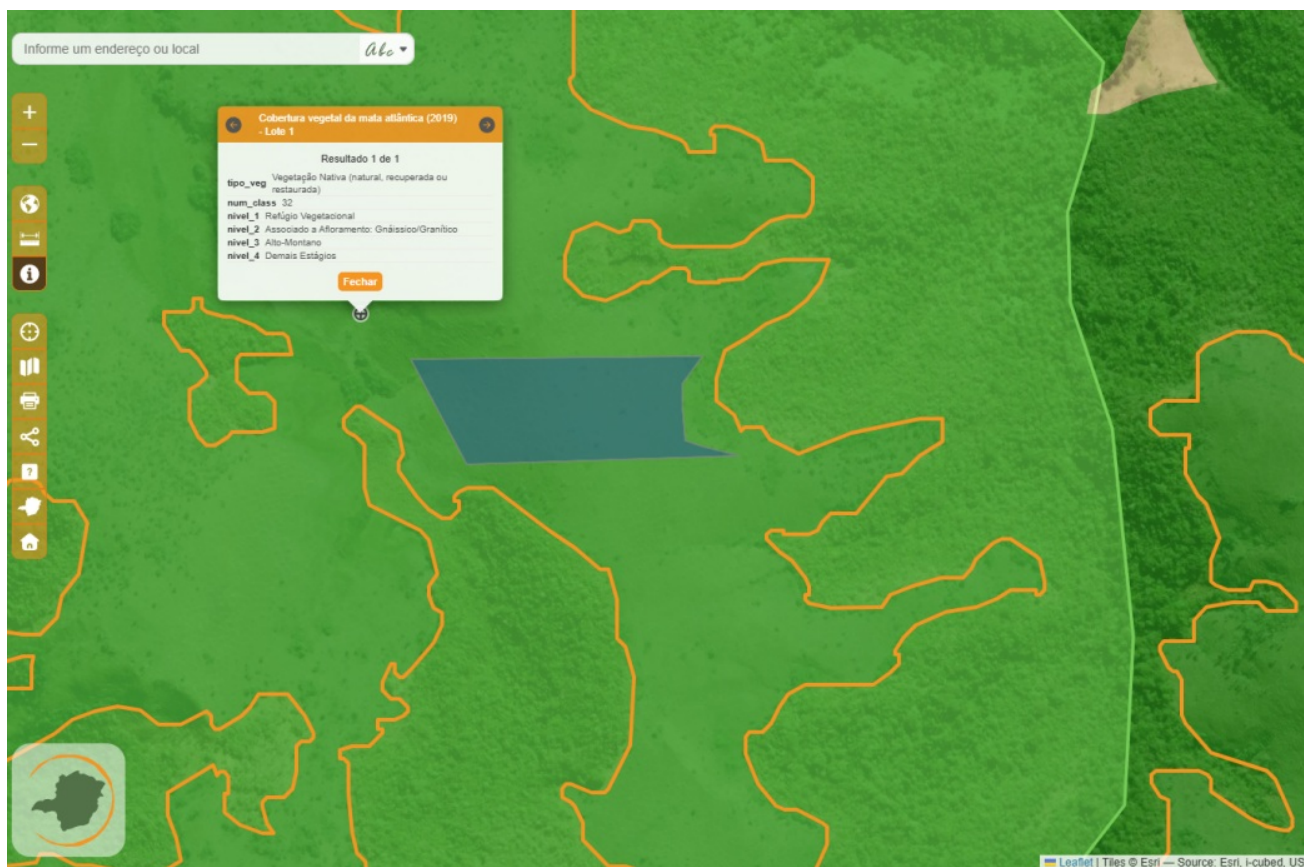 Informe um endereço ou local
Abc
Cobertura vegetal da mata atlântica (2019)
- Lote 1
Resultado 1 de 1
tipo_veg Vegetação Nativa (natural, recuperada ou
restaurada)
num_class 32
nivel_1 Refúgio Vegetacional
nivel_2 Associado a Afloramento: Gnáissico/Granítico
nivel_3 Alto-Montano
nivel_4 Demais Estágios
Fechar
Leaflet | Tiles © Esri — Source: Esri, i-cubed, US